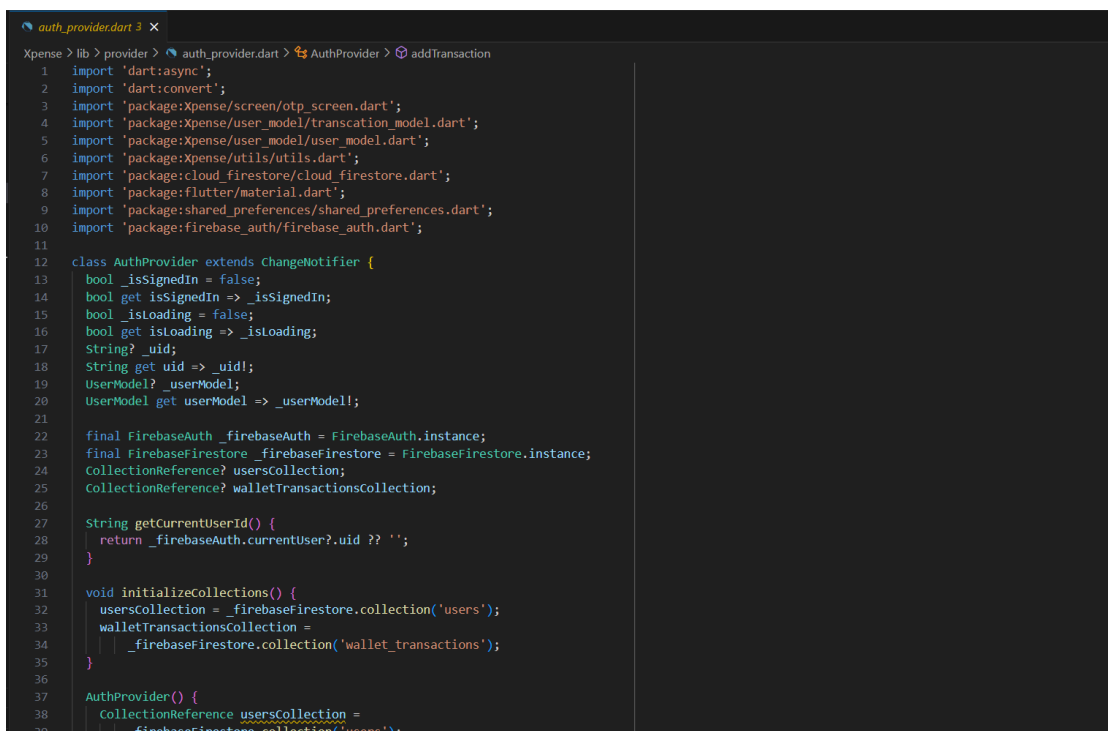 auth_provider.dart 3
Xpense > lib > provider > auth_provider.dart > AuthProvider > addTransaction
1 import 'dart:async';
2 import 'dart:convert';
3 import 'package:Xpense/screen/otp_screen.dart';
4 import 'package:Xpense/user_model/transcation_model.dart';
5 import 'package:Xpense/user_model/user_model.dart';
6 import 'package:Xpense/utils/utils.dart';
7 import 'package:cloud_firestore/cloud_firestore.dart';
8 import 'package:flutter/material.dart';
9 import 'package:shared_preferences/shared_preferences.dart';
10 import 'package:firebase_auth/firebase_auth.dart';
11
12 class AuthProvider extends ChangeNotifier {
13 bool _isSignedIn = false;
14 bool get isSignedIn => _isSignedIn;
15 bool _isLoading = false;
16 bool get isLoading => _isLoading;
17 String? _uid;
18 String get uid => _uid!;
19 UserModel? _userModel;
20 UserModel get userModel => _userModel!;
21
22 final FirebaseAuth _firebaseAuth = FirebaseAuth.instance;
23 final FirebaseFirestore _firebaseFirestore = FirebaseFirestore.instance;
24 CollectionReference? usersCollection;
25 CollectionReference? walletTransactionsCollection;
26
27 String getCurrentUserId() {
28 return _firebaseAuth.currentUser?.uid ?? '';
29 }
30
31 void initializeCollections() {
32 usersCollection = _firebaseFirestore.collection('users');
33 walletTransactionsCollection =
34 _firebaseFirestore.collection('wallet_transactions');
35 }
36
37 AuthProvider() {
38 CollectionReference usersCollection =
39 _firebaseFirestore.collection('users');